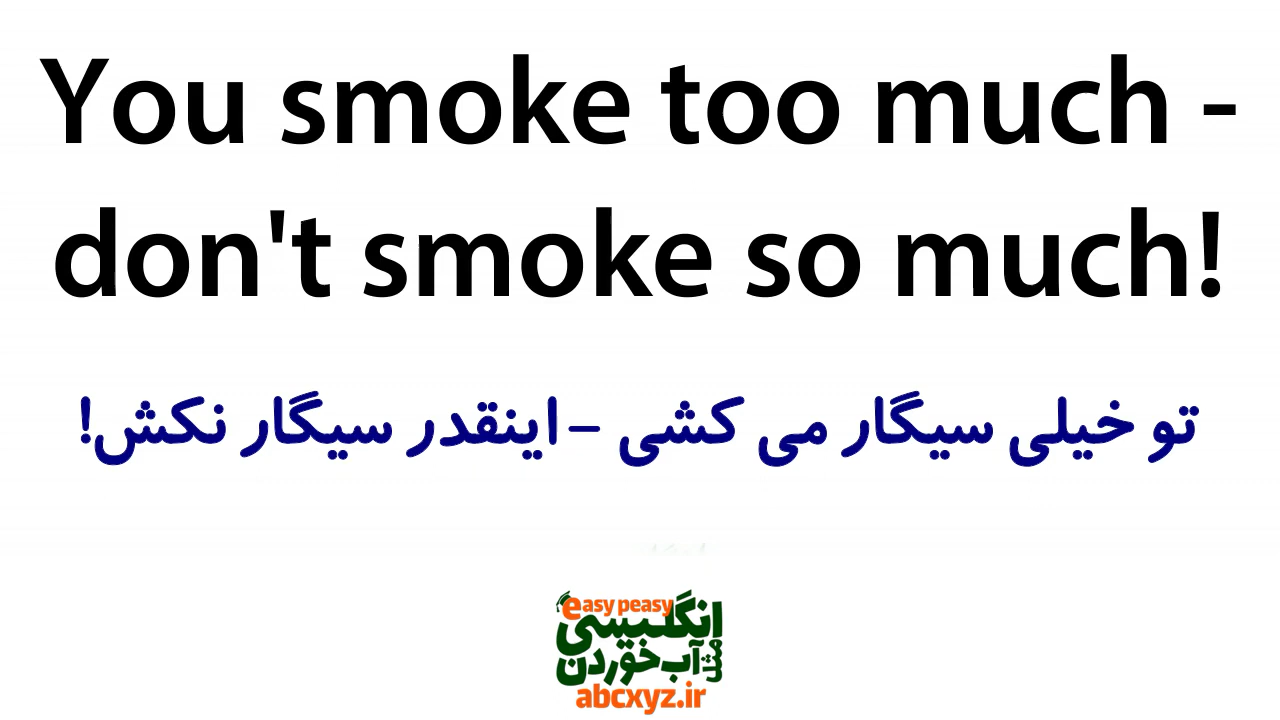 You smoke too much -
don't smoke so much!
تو خیلی سیگار می کشی – اینقدر سیگار نکش!
easy peasy
انگلیسی
مثل آب خوردن
abcxyz.ir